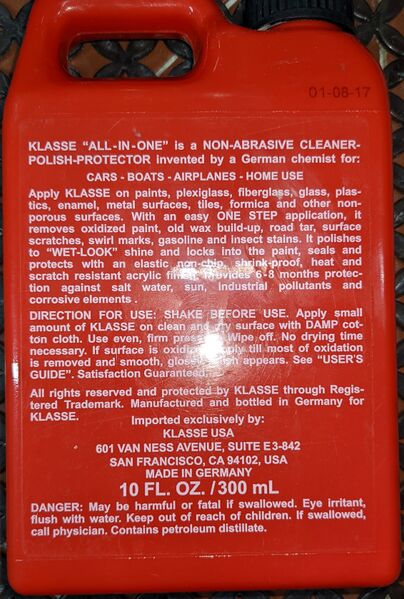 01-08-17
KLASSE "ALL-IN-ONE" is a NON-ABRASIVE CLEANER-
POLISH-PROTECTOR invented by a German chemist for:
CARS - BOATS - AIRPLANES - HOME USE
Apply KLASSE on paints, plexiglass, fiberglass, glass, plas-
tics, enamel, metal surfaces, tiles, formica and other non-
porous surfaces. With an easy ONE STEP application, it
removes oxidized paint, old wax build-up, road tar, surface
scratches, swirl marks, gasoline and insect stains. It polishes
to "WET-LOOK" shine and locks into the paint, seals and
protects with an elastic non-chip, shrink-proof, heat and
scratch resistant acrylic finish. Provides 6-8 months protec-
tion against salt water, sun, Industrial pollutants and
corrosive elements .
DIRECTION FOR USE: SHAKE BEFORE USE. Apply small
amount of KLASSE on clean and dry surface with DAMP cot-
ton cloth. Use even, firm pressure. Wipe off. No drying time
necessary. If surface is oxidized apply till most of oxidation
is removed and smooth, glossy finish appears. See "USER'S
GUIDE". Satisfaction Guaranteed.
All rights reserved and protected by KLASSE through Regis-
tered Trademark. Manufactured and bottled in Germany for
KLASSE.
Imported exclusively by:
KLASSE USA
601 VAN NESS AVENUE, SUITE E3-842
SAN FRANCISCO, CA 94102, USA
MADE IN GERMANY
10 FL. OZ. /300 mL
DANGER: May be harmful or fatal if swallowed. Eye irritant,
flush with water. Keep out of reach of children. If swallowed,
call physician. Contains petroleum distillate.